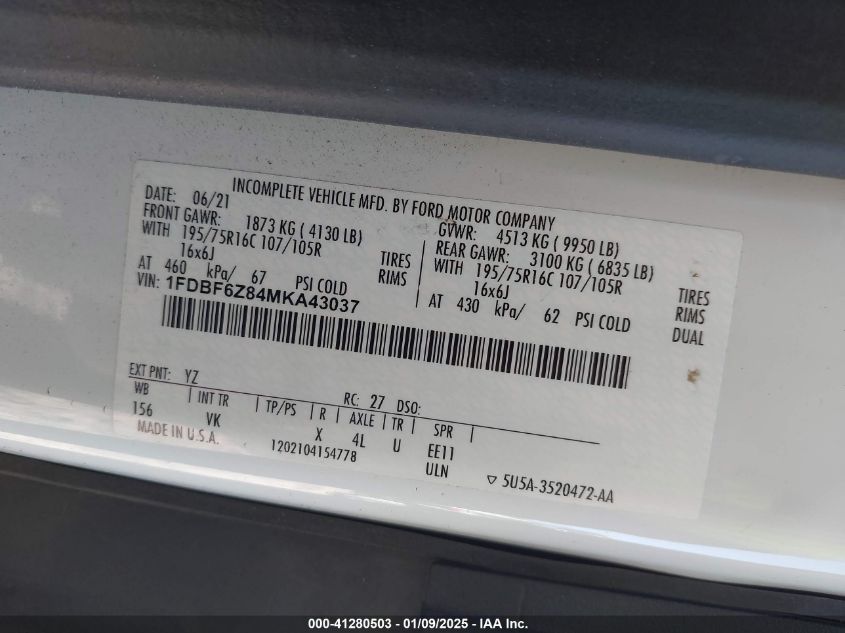 INCOMPLETE VEHICLE MFD. BY FORD MOTOR COMPANY
DATE: 06/21
GVWR: 4513 KG ( 9950 LB)
FRONT GAWR: 1873 KG ( 4130 LB)
REAR GAWR: 3100 KG ( 6835 LB)
WITH 195/75R16C 107/105R TIRES
WITH 195/75R16C 107/105R TIRES
16x6J RIMS
16x6J RIMS
AT 460 kPa/ 67 PSI COLD
AT 430 kPa/ 62 PSI COLD DUAL
VIN: 1FDBF6Z84MKA43037
EXT PNT: YZ RC: 27 DSO:
WB INT TR TP/PS R AXLE TR SPR
156 VK X 4L U EE11
MADE IN U.S.A. 1202104154778 ULN
▽ 5U5A-3520472-AA
000-41280503 — 01/09/2025 — IAA Inc.